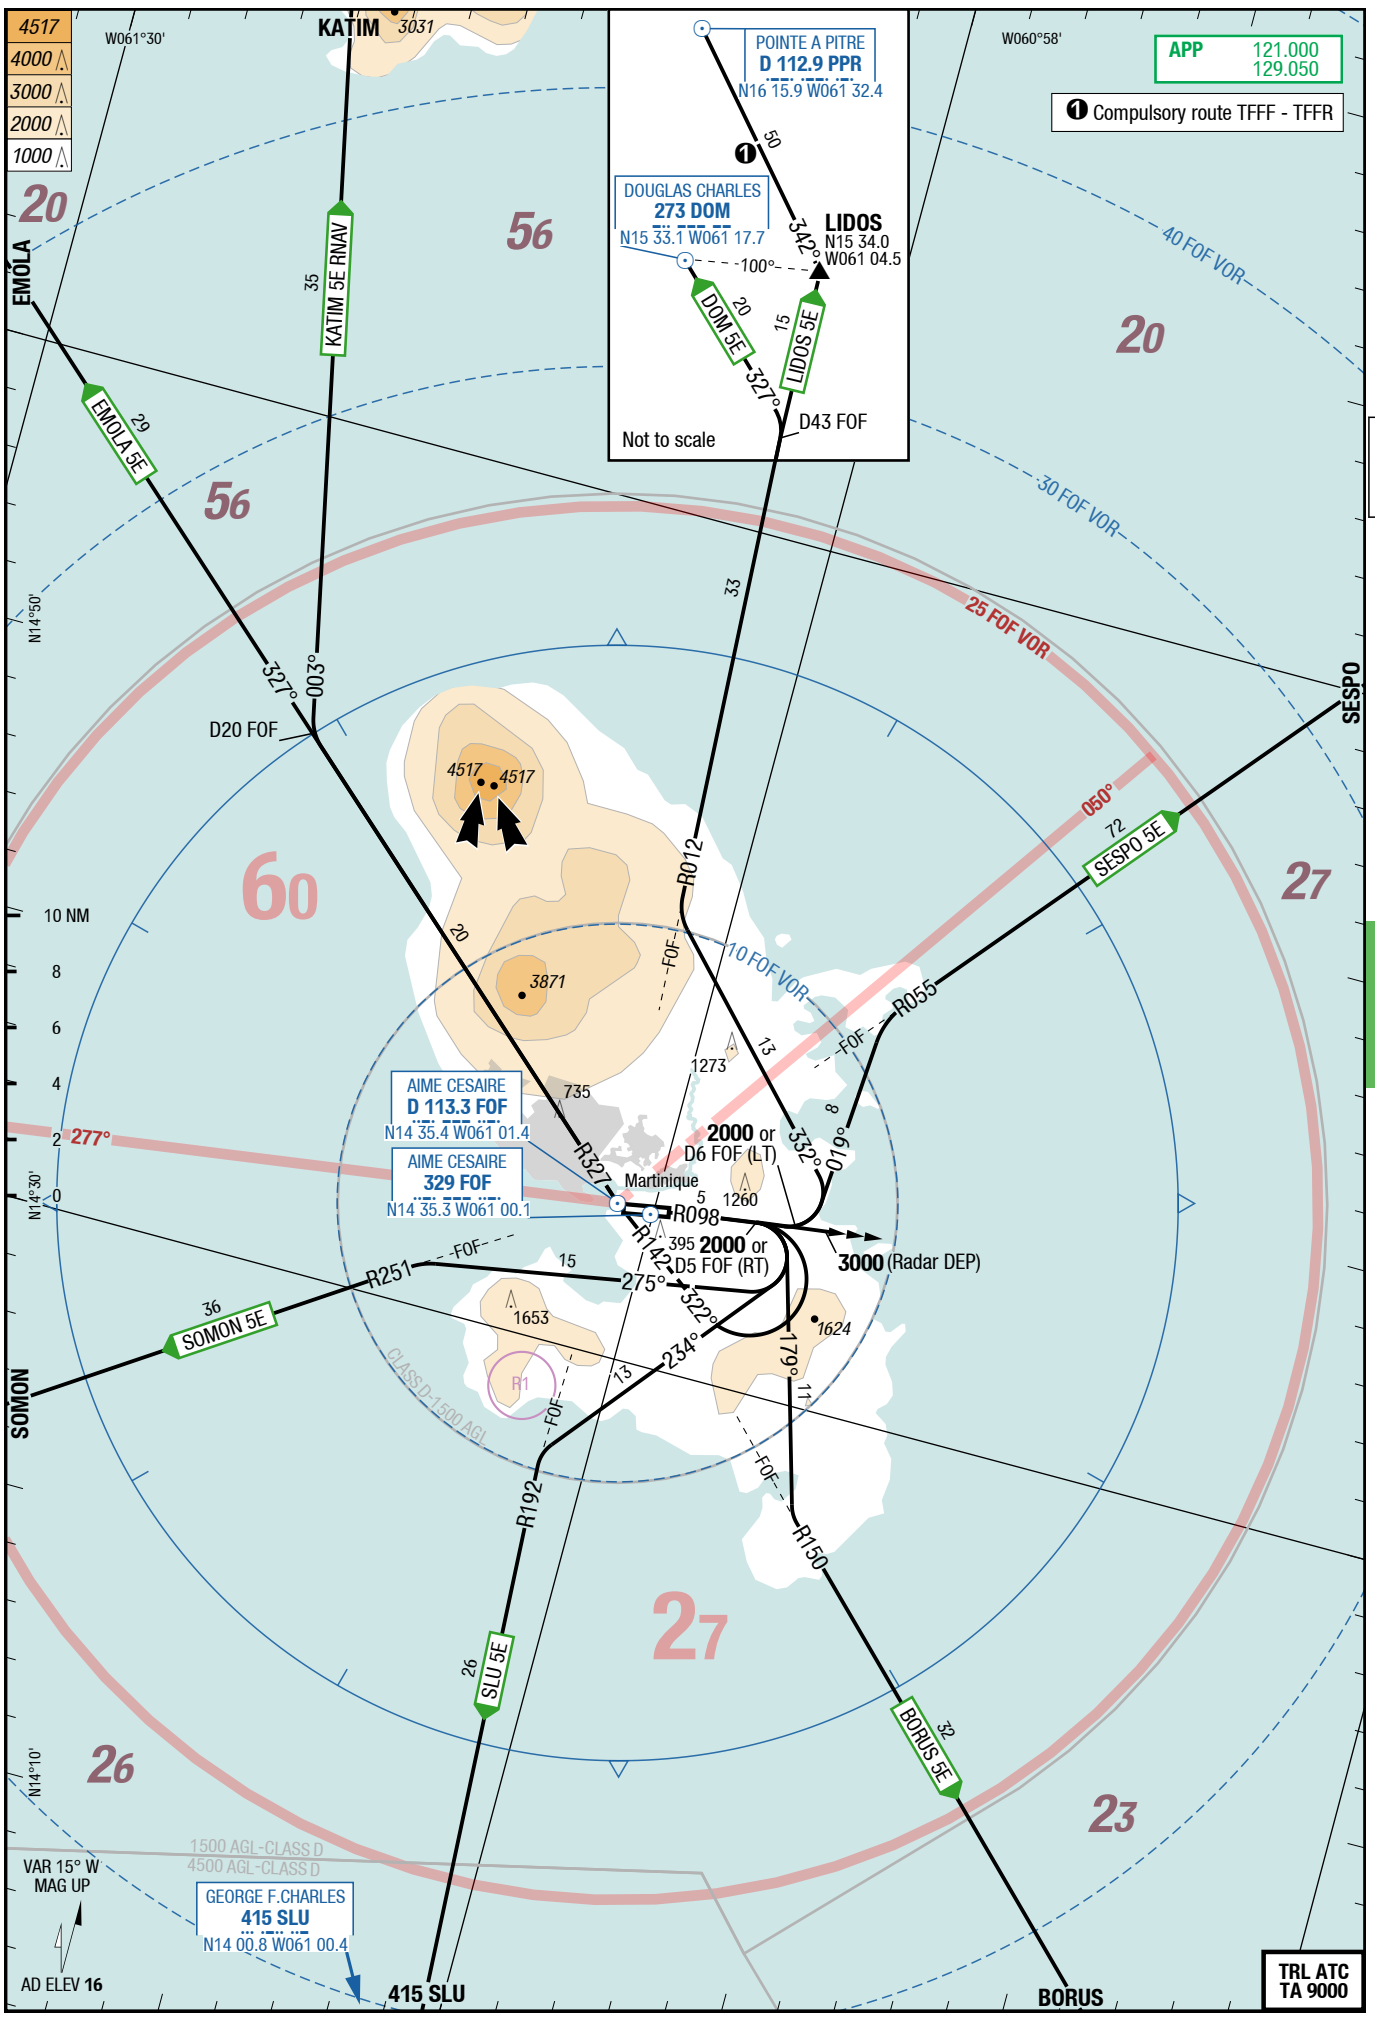 4517
4000
3000
2000
1000
W061°30'
KATIM
3031
W060°58'
APP 121.000
129.050
❶ Compulsory route TFFF - TFFR
POINTE A PITRE
D 112.9 PPR
N16 15.9 W061 32.4
50
❶
DOUGLAS CHARLES
273 DOM
N15 33.1 W061 17.7
342°
LIDOS
N15 34.0
W061 04.5
100°
DOM 5E
20
15
LIDOS 5E
327°
D43 FOF
Not to scale
20
56
40 FOF VOR
EMOLA
35
KATIM 5E RNAV
20
EMOLA 5E
29
56
30 FOF VOR
33
25 FOF VOR
N14°50'
327°
003°
SESPO
D20 FOF
4517
4517
050°
72
SESPO 5E
R012
27
60
10 NM
8
6
4
2
0
20
FOF
10 FOF VOR
3871
R055
FOF
1273
13
AIME CESAIRE
D 113.3 FOF
N14 35.4 W061 01.4
735
8
277°
2000 or
D6 FOF (LT)
332°
019°
R327
AIME CESAIRE
329 FOF
N14 35.3 W061 00.1
Martinique
5
1260
N14°30'
R098
R142
395
2000 or
D5 FOF (RT)
3000 (Radar DEP)
FOF
R251
15
275°
322°
36
SOMON 5E
1653
1624
234°
179°
CLASS D-1500 AGL
R1
13
11
SOMON
FOF
FOF
R192
R150
27
26
SLU 5E
BORUS 5E
32
N14°10'
26
23
1500 AGL-CLASS D
4500 AGL-CLASS D
VAR 15° W
MAG UP
GEORGE F.CHARLES
415 SLU
N14 00.8 W061 00.4
AD ELEV 16
415 SLU
BORUS
TRL ATC
TA 9000